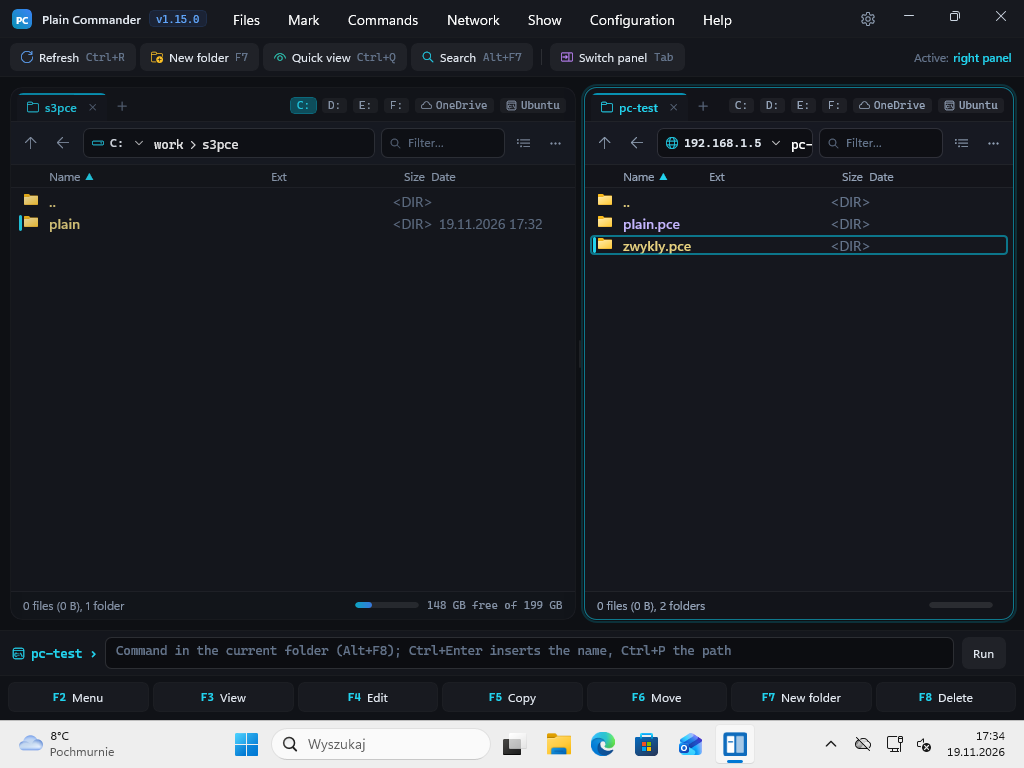 PC Plain Commander v1.15.0 Files Mark Commands Network Show Configuration Help
Refresh Ctrl+R New folder F7 Quick view Ctrl+Q Search Alt+F7 Switch panel Tab Active: right panel
s3pce × + C: D: E: F: OneDrive Ubuntu
C: work > s3pce Filter...
Name ▲ Ext Size Date
.. <DIR>
plain <DIR> 19.11.2026 17:32
0 files (0 B), 1 folder 148 GB free of 199 GB
pc-test × + C: D: E: F: OneDrive Ubuntu
192.168.1.5 pc- Filter...
Name ▲ Ext Size Date
.. <DIR>
plain.pce <DIR>
zwykly.pce <DIR>
0 files (0 B), 2 folders
pc-test › Command in the current folder (Alt+F8); Ctrl+Enter inserts the name, Ctrl+P the path Run
F2 Menu F3 View F4 Edit F5 Copy F6 Move F7 New folder F8 Delete
8°C
Pochmurnie
Wyszukaj
17:34
19.11.2026